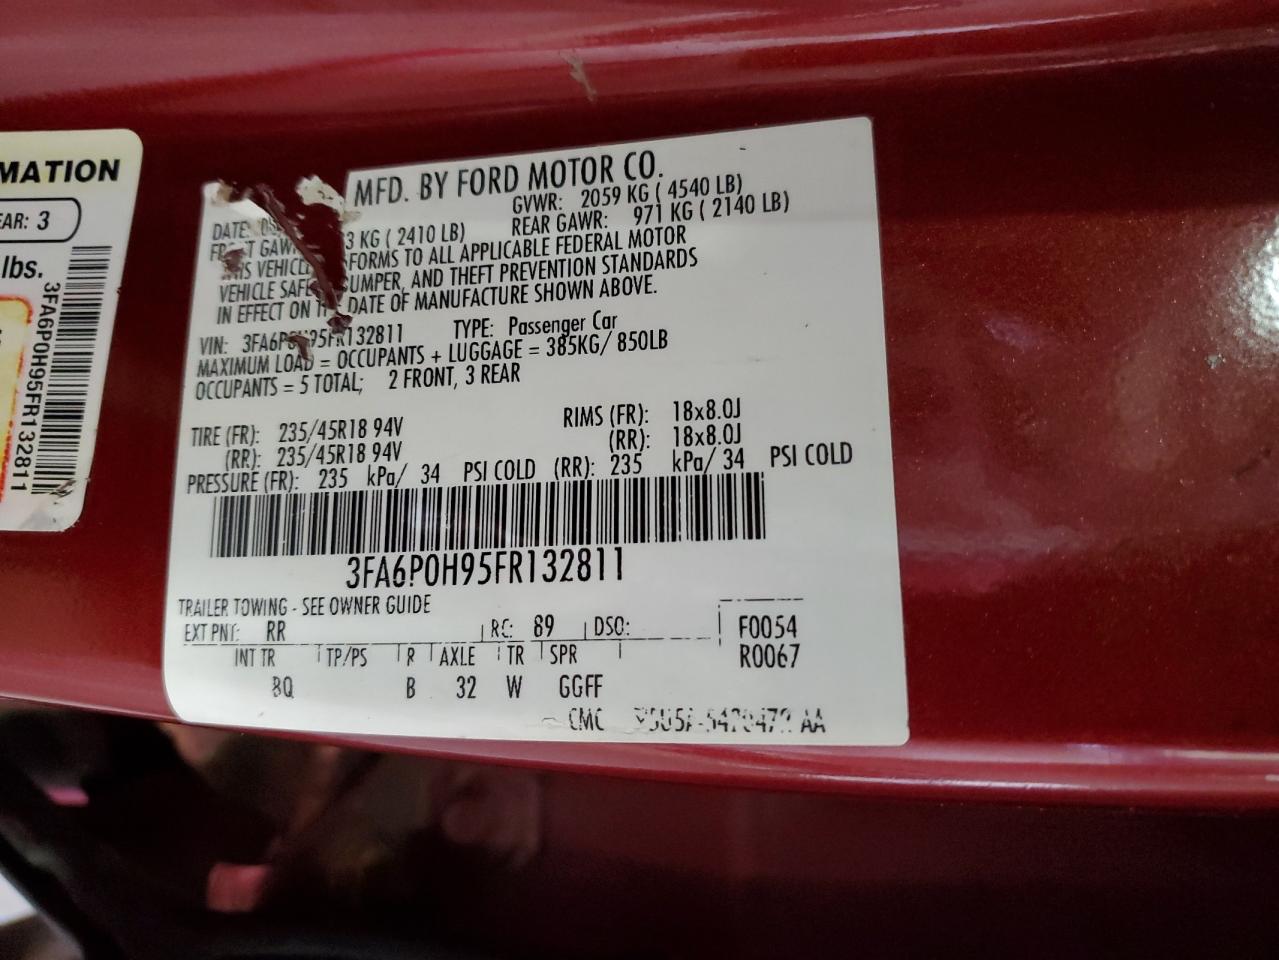 MATION
EAR: 3
lbs.
3FA6P0H95FR132811
MFD. BY FORD MOTOR CO.
DATE: GVWR: 2059 KG ( 4540 LB)
3 KG ( 2410 LB) REAR GAWR: 971 KG ( 2140 LB)
VEHICLE FORMS TO ALL APPLICABLE FEDERAL MOTOR
VEHICLE BUMPER, AND THEFT PREVENTION STANDARDS
IN EFFECT ON DATE OF MANUFACTURE SHOWN ABOVE.
VIN: TYPE: Passenger Car
MAXIMUM LOAD = OCCUPANTS + LUGGAGE = 385KG/ 850LB
OCCUPANTS = 5 TOTAL; 2 FRONT, 3 REAR
TIRE (FR): 235/45R18 94V RIMS (FR): 18x8.0J
(RR): 235/45R18 94V (RR): 18x8.0J
PRESSURE (FR): 235 kPa/ 34 PSI COLD (RR): 235 kPa/ 34 PSI COLD
3FA6P0H95FR132811
TRAILER TOWING - SEE OWNER GUIDE
EXT PNT: RR RC: 89 DSO: F0054
INT TR TP/PS R AXLE TR SPR R0067
BQ B 32 W GGFF
CMC AA